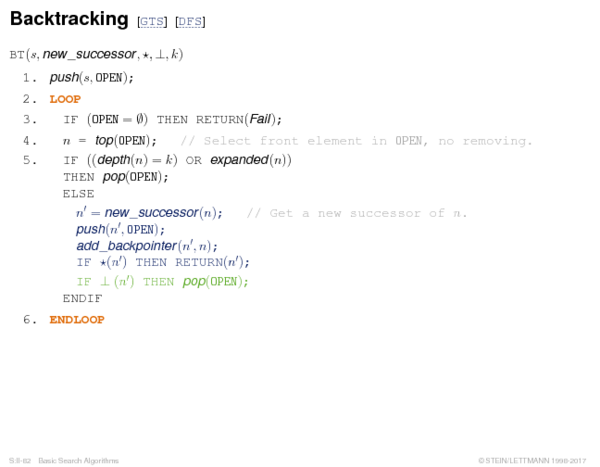 Backtracking [GTS] [DFS]
BT(s, new_successor, ⋆, ⊥, k)
1. push(s, OPEN);
2. LOOP
3. IF (OPEN = ∅) THEN RETURN(Fail);
4. n = top(OPEN); // Select front element in OPEN, no removing.
5. IF ((depth(n) = k) OR expanded(n))
THEN pop(OPEN);
ELSE
n′ = new_successor(n); // Get a new successor of n.
push(n′, OPEN);
add_backpointer(n′, n);
IF ⋆(n′) THEN RETURN(n′);
IF ⊥(n′) THEN pop(OPEN);
ENDIF
6. ENDLOOP
S:II-82 Basic Search Algorithms ©STEIN/LETTMANN 1998-2017